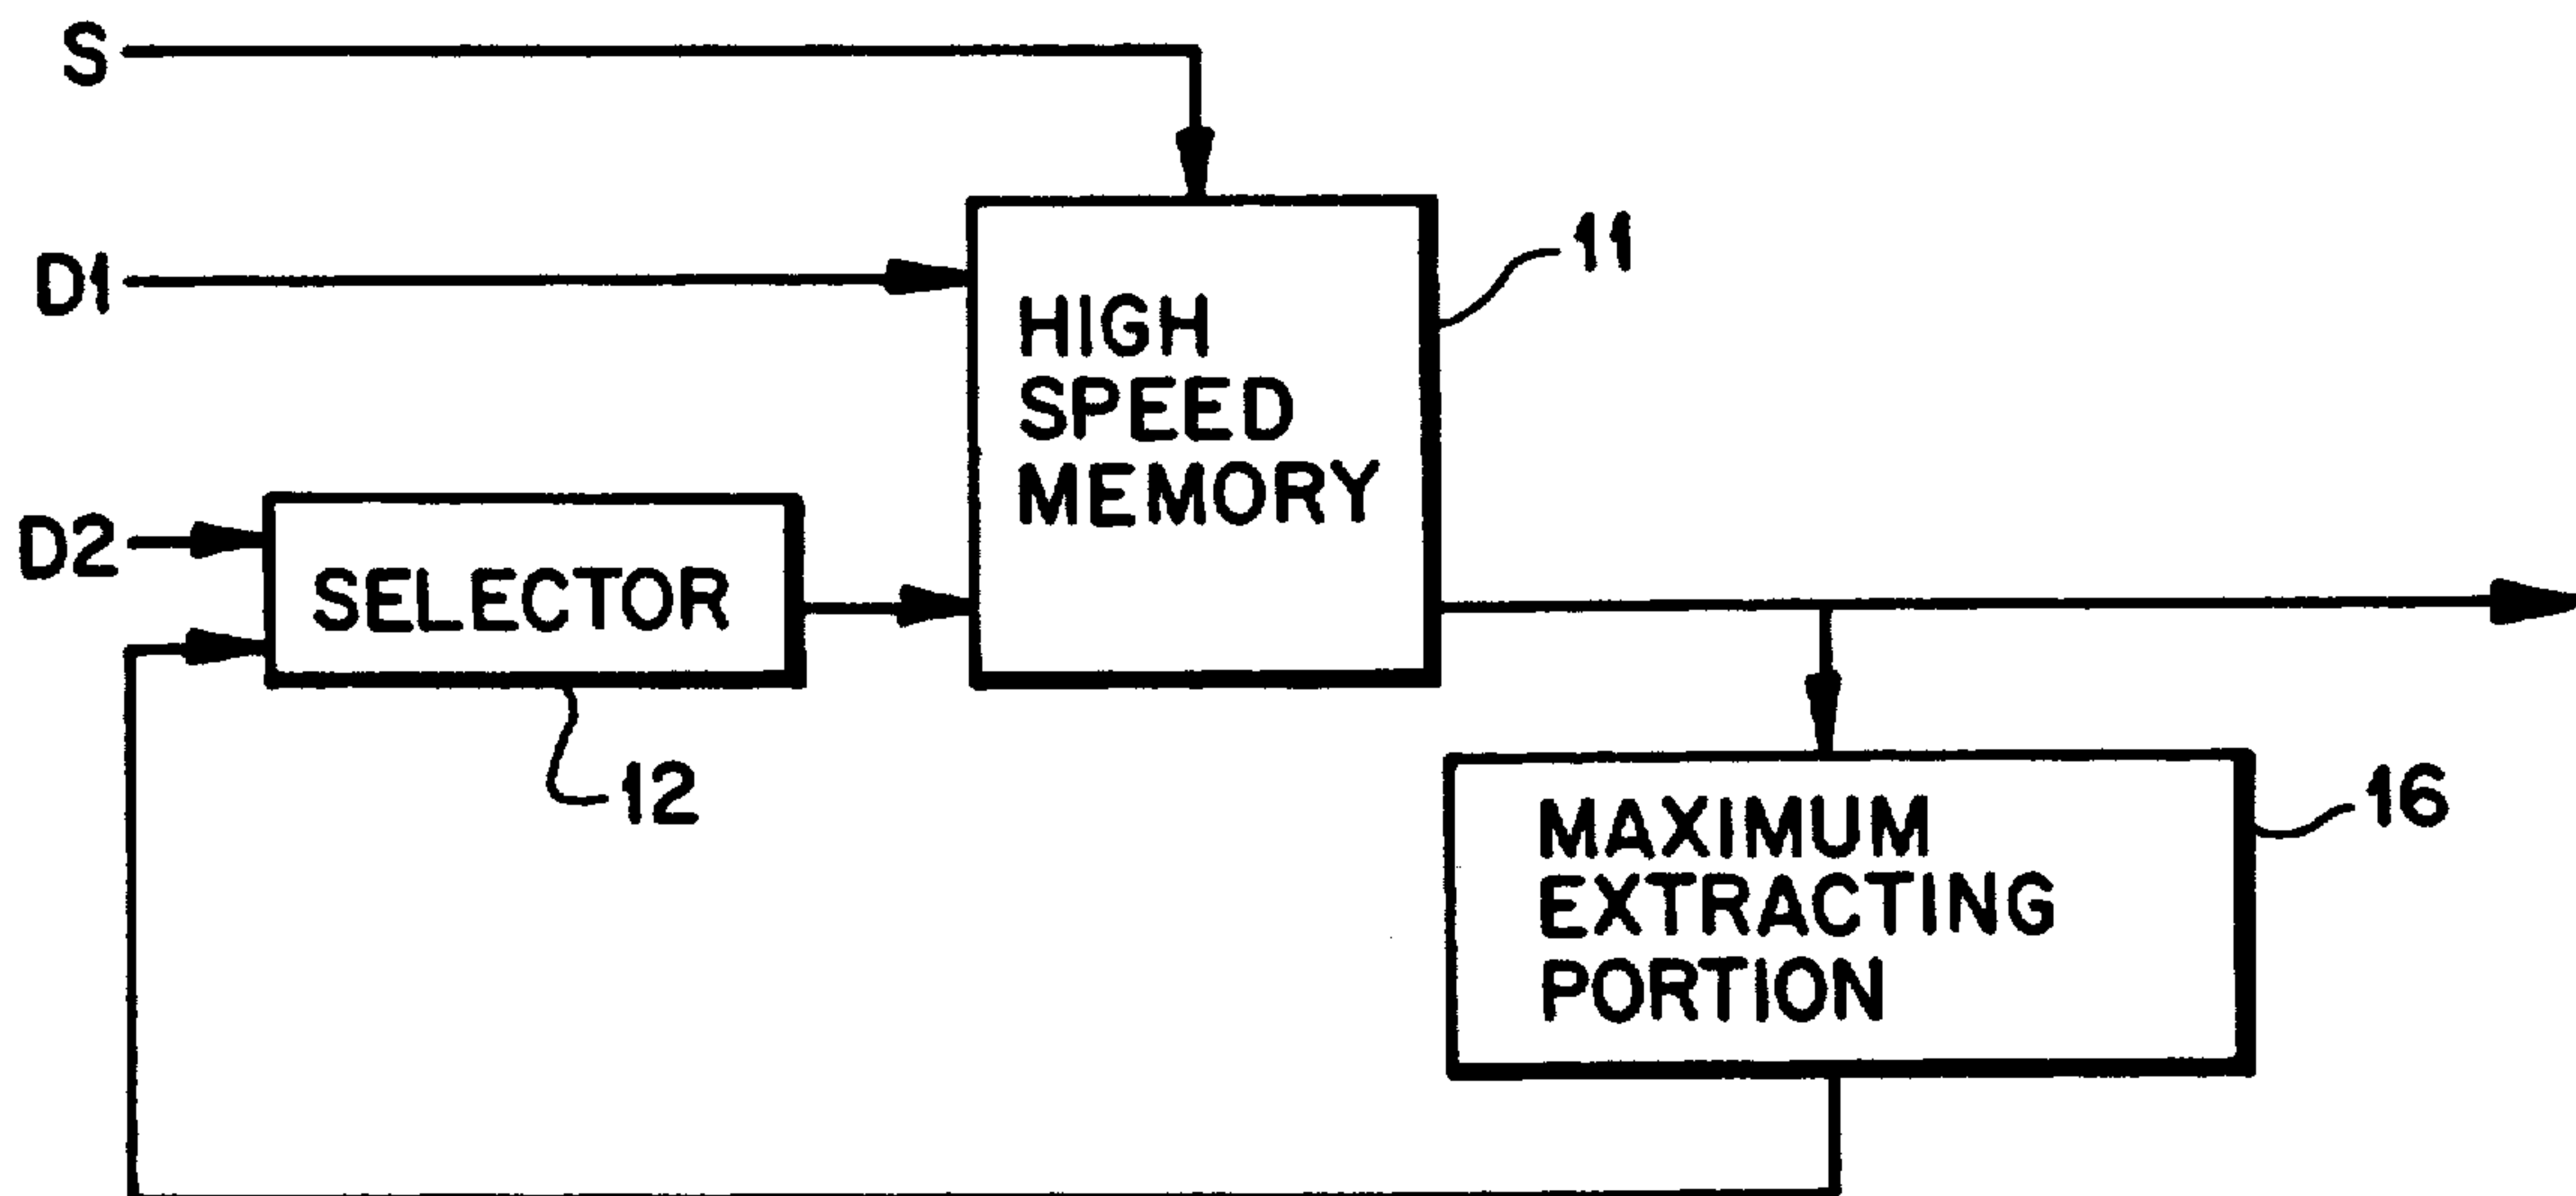 S
D1
HIGH
SPEED
MEMORY
11
D2
SELECTOR
12
MAXIMUM
EXTRACTING
PORTION
16